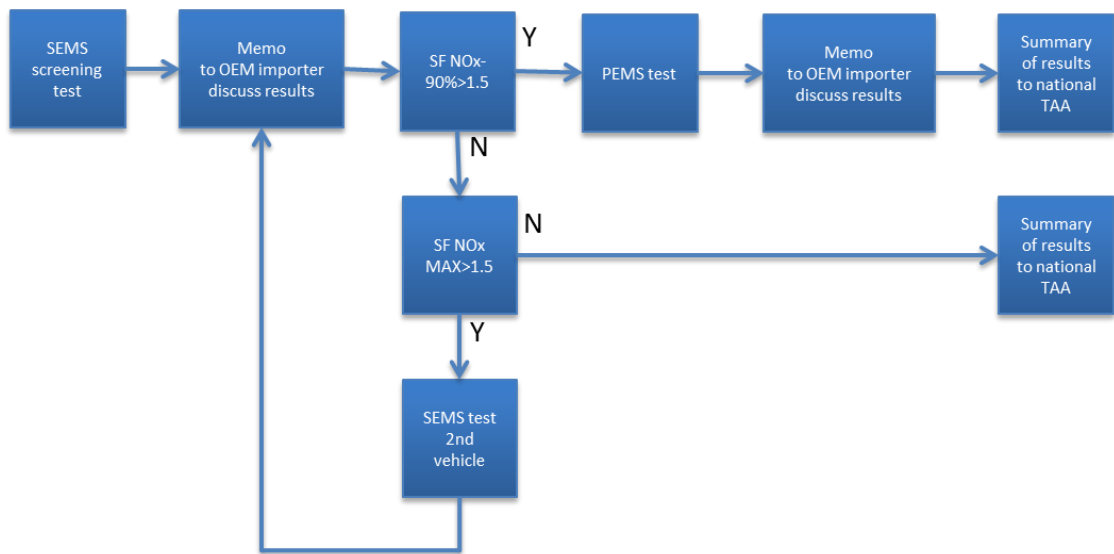 SEMS
screening
test
Memo
to OEM importer
discuss results
SF NOx-
90%>1.5
Y
PEMS test
Memo
to OEM importer
discuss results
Summary
of results
to national
TAA
N
SF NOx
MAX>1.5
N
Summary
of results
to national
TAA
Y
SEMS test
2nd
vehicle